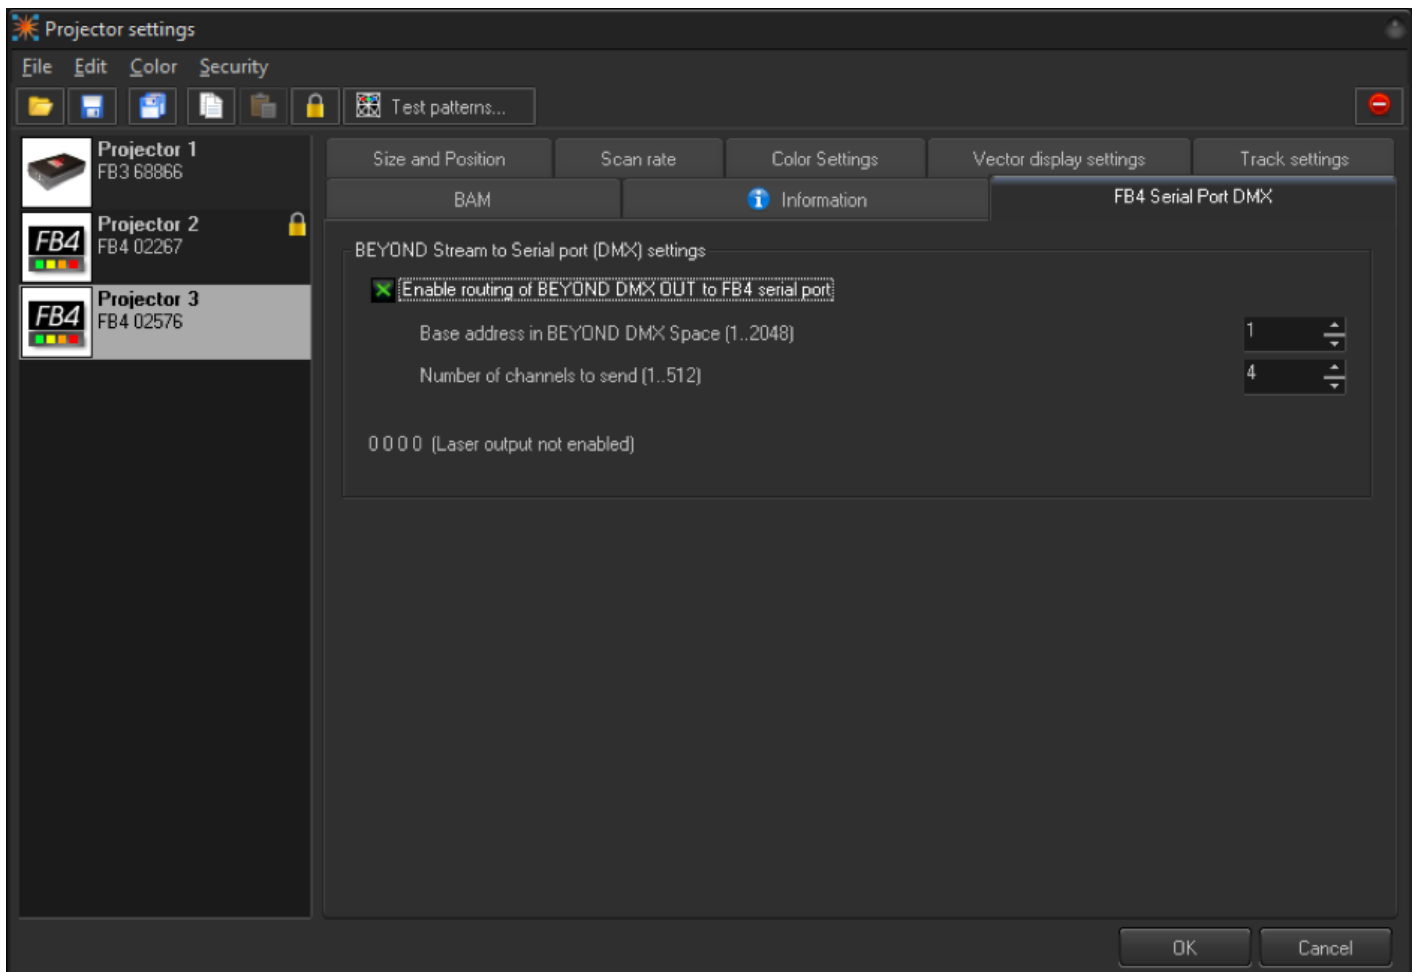 Projector settings
File Edit Color Security
Test patterns...
Projector 1
FB3 68866
FB4
Projector 2
FB4 02267
FB4
Projector 3
FB4 02576
Size and Position Scan rate Color Settings Vector display settings Track settings
BAM Information FB4 Serial Port DMX
BEYOND Stream to Serial port (DMX) settings
Enable routing of BEYOND DMX OUT to FB4 serial port
Base address in BEYOND DMX Space (1..2048) 1
Number of channels to send (1..512) 4
0 0 0 0 (Laser output not enabled)
OK Cancel